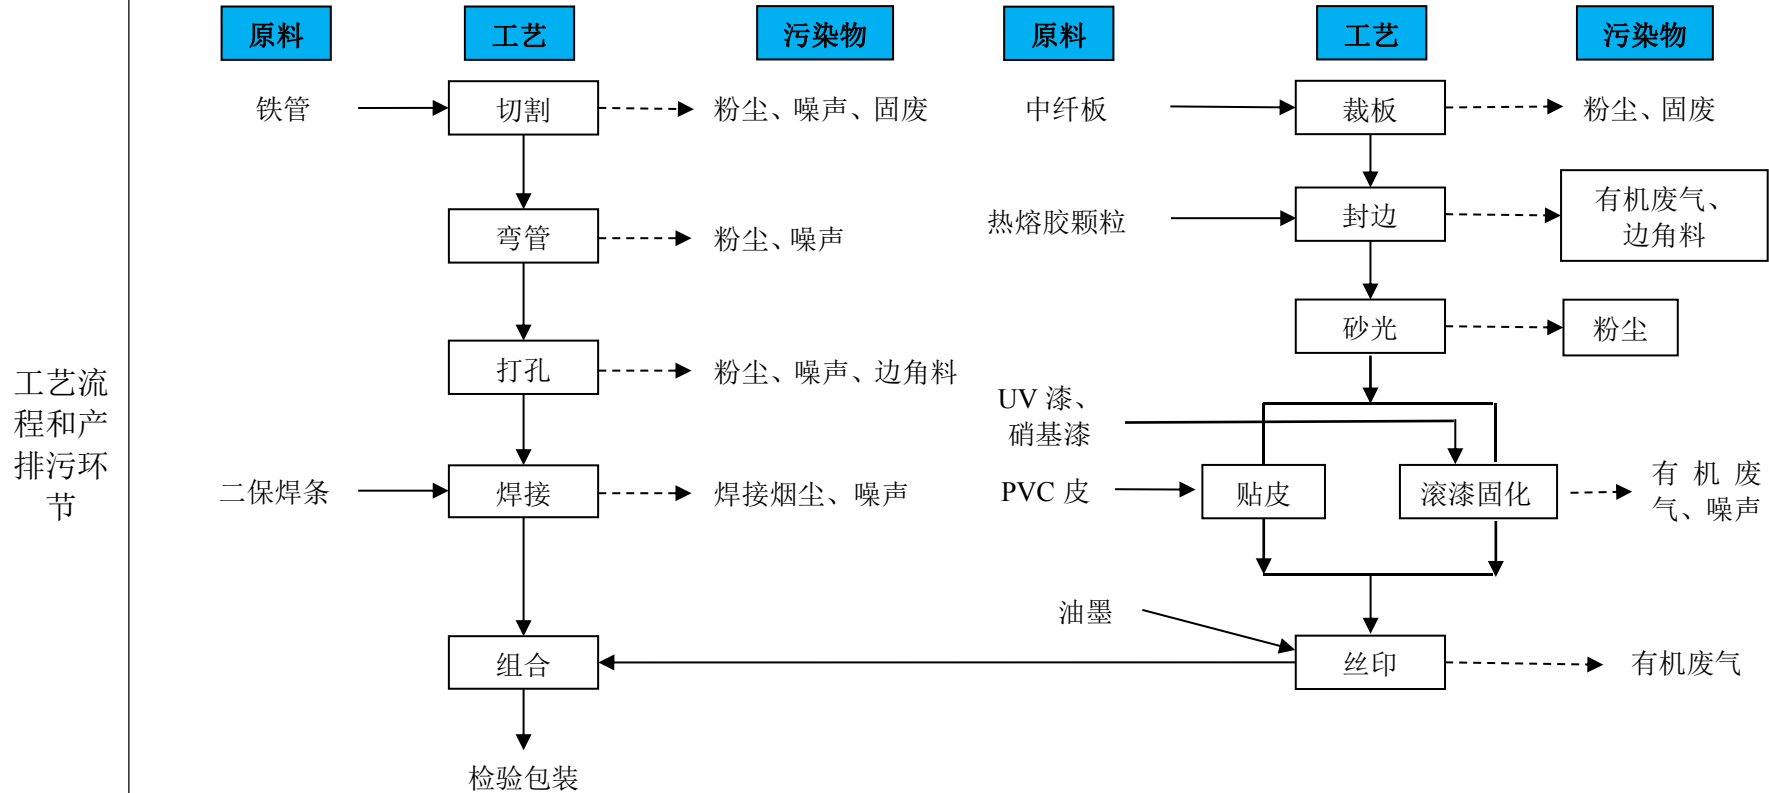 原料 工艺 污染物 原料 工艺 污染物
铁管 切割 粉尘、噪声、固废 中纤板 裁板 粉尘、固废
有机废气、
边角料
热熔胶颗粒 封边
弯管 粉尘、噪声
砂光 粉尘
打孔 粉尘、噪声、边角料
工艺流
程和产
排污环
节
UV 漆、
硝基漆
二保焊条 焊接 焊接烟尘、噪声 PVC 皮 贴皮 滚漆固化
有机废
气、噪声
油墨
组合 丝印 有机废气
检验包装